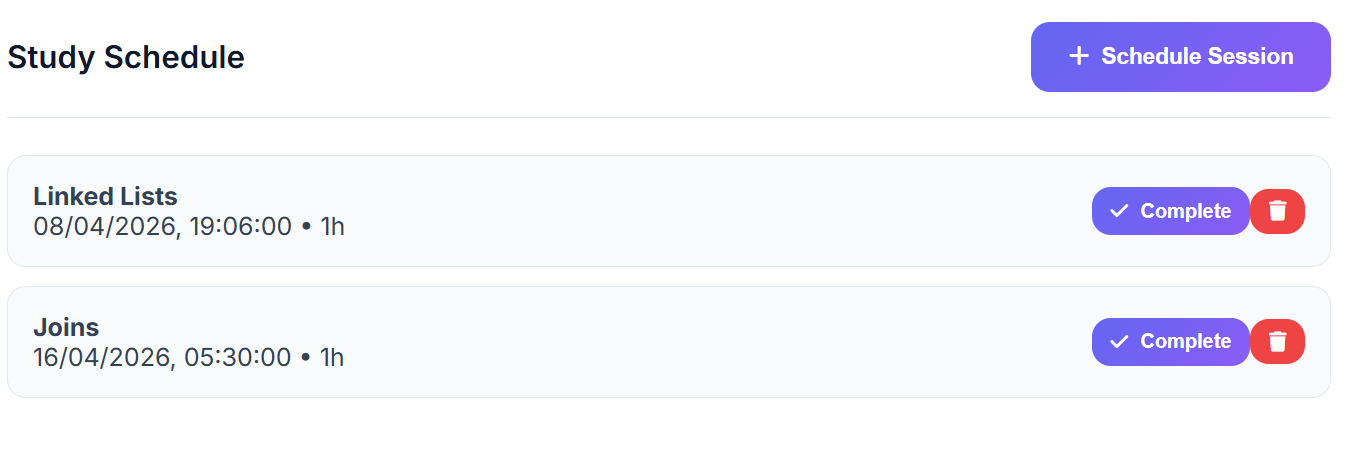 Study Schedule
+ Schedule Session
Linked Lists
08/04/2026, 19:06:00 • 1h
Complete
Joins
16/04/2026, 05:30:00 • 1h
Complete